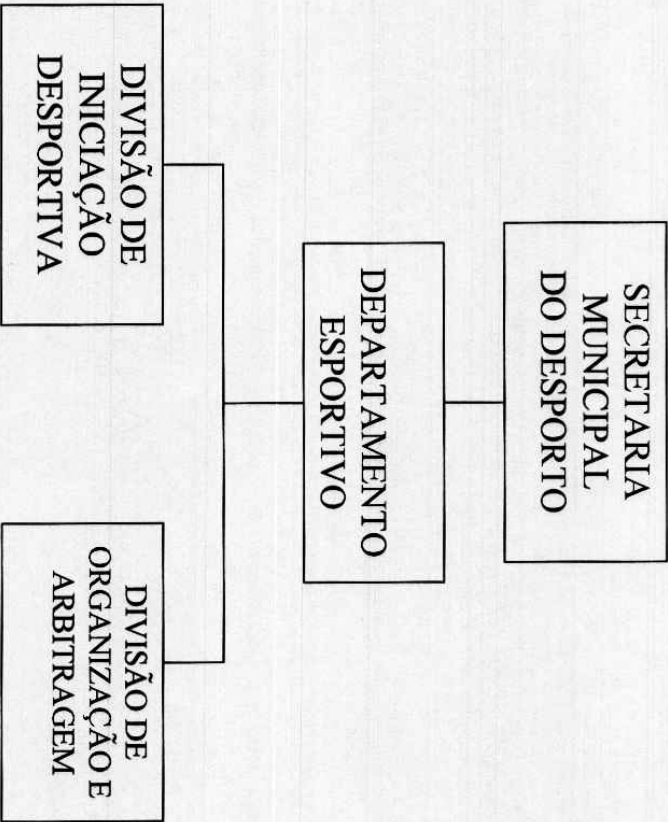 SECRETARIA
MUNICIPAL
DO DESPORTO
DEPARTAMENTO
ESPORTIVO
DIVISÃO DE
INICIAÇÃO
DESPORTIVA
DIVISÃO DE
ORGANIZAÇÃO E
ARBITRAGEM